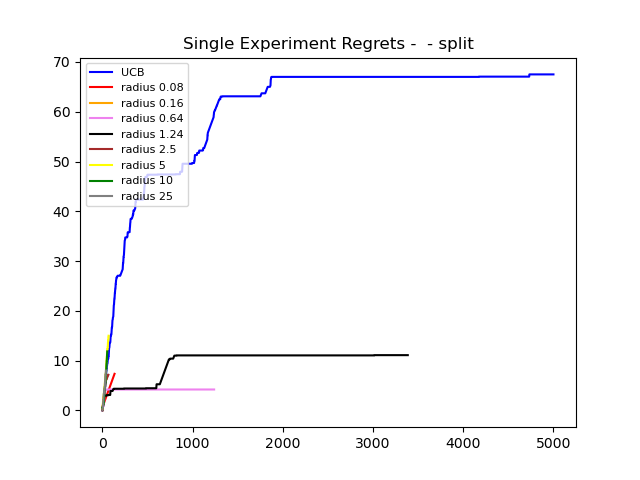 Single Experiment Regrets -  - split
70
60
50
40
30
20
10
0
UCB
radius 0.08
radius 0.16
radius 0.64
radius 1.24
radius 2.5
radius 5
radius 10
radius 25
0 1000 2000 3000 4000 5000